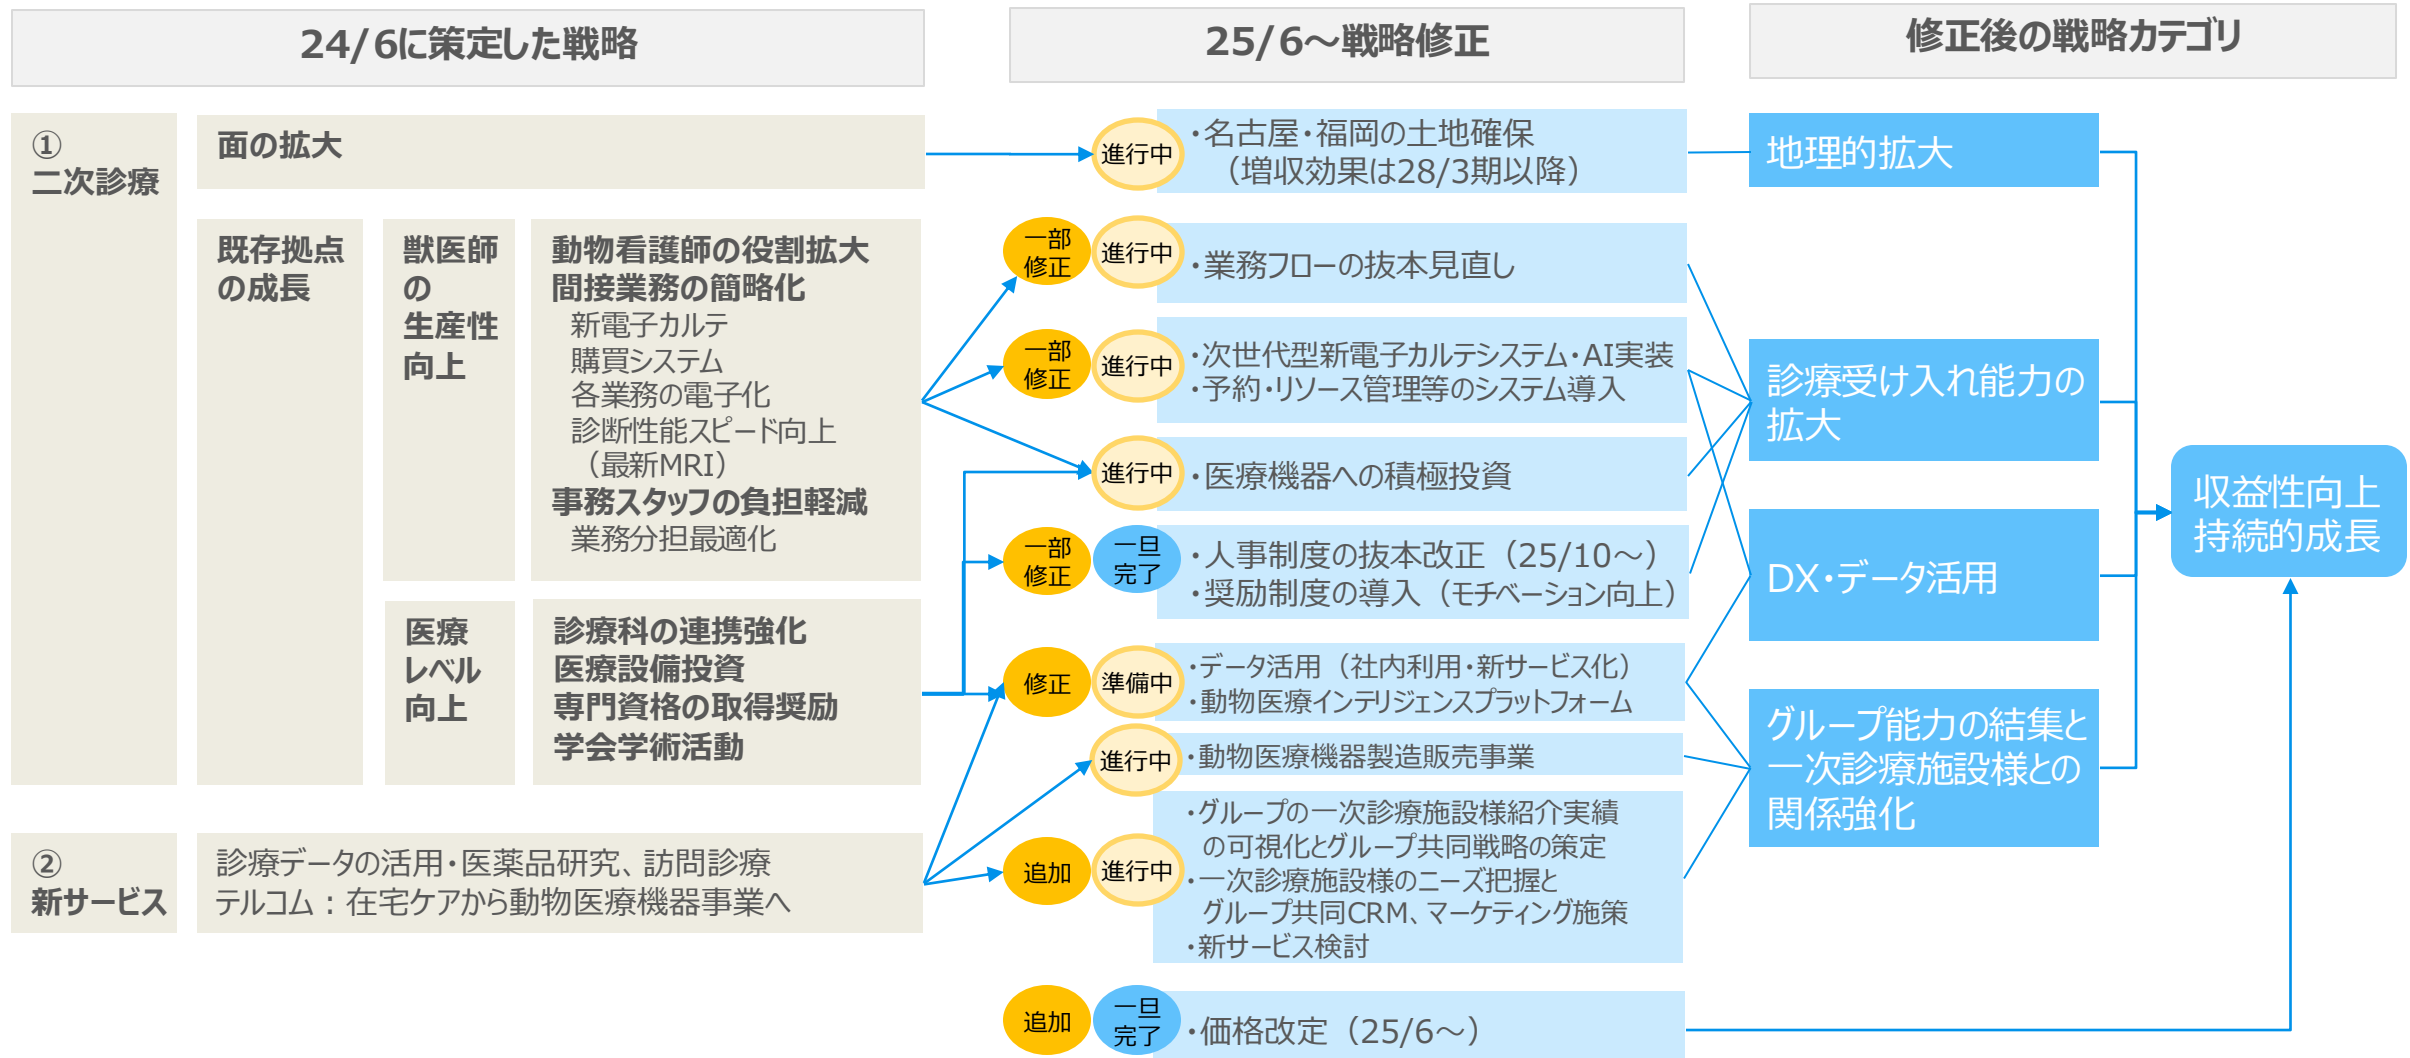 24/6に策定した戦略
25/6～戦略修正
修正後の戦略カテゴリ
①
二次診療
面の拡大
進行中
・名古屋・福岡の土地確保
（増収効果は28/3期以降）
地理的拡大
既存拠点
の成長
獣医師
の
生産性
向上
動物看護師の役割拡大
間接業務の簡略化
新電子カルテ
購買システム
各業務の電子化
診断性能スピード向上
（最新MRI）
事務スタッフの負担軽減
業務分担最適化
一部
修正
進行中
・業務フローの抜本見直し
一部
修正
進行中
・次世代型新電子カルテシステム・AI実装
・予約・リソース管理等のシステム導入
進行中
・医療機器への積極投資
一部
修正
一旦
完了
・人事制度の抜本改正（25/10～）
・奨励制度の導入（モチベーション向上）
診療受け入れ能力の
拡大
DX・データ活用
収益性向上
持続的成長
医療
レベル
向上
診療科の連携強化
医療設備投資
専門資格の取得奨励
学会学術活動
修正
準備中
・データ活用（社内利用・新サービス化）
・動物医療インテリジェンスプラットフォーム
進行中
・動物医療機器製造販売事業
グループ能力の結集と
一次診療施設様との
関係強化
②
新サービス
診療データの活用・医薬品研究、訪問診療
テルコム：在宅ケアから動物医療機器事業へ
追加
進行中
・グループの一次診療施設様紹介実績
の可視化とグループ共同戦略の策定
・一次診療施設様のニーズ把握と
グループ共同CRM、マーケティング施策
・新サービス検討
追加
一旦
完了
・価格改定（25/6～）